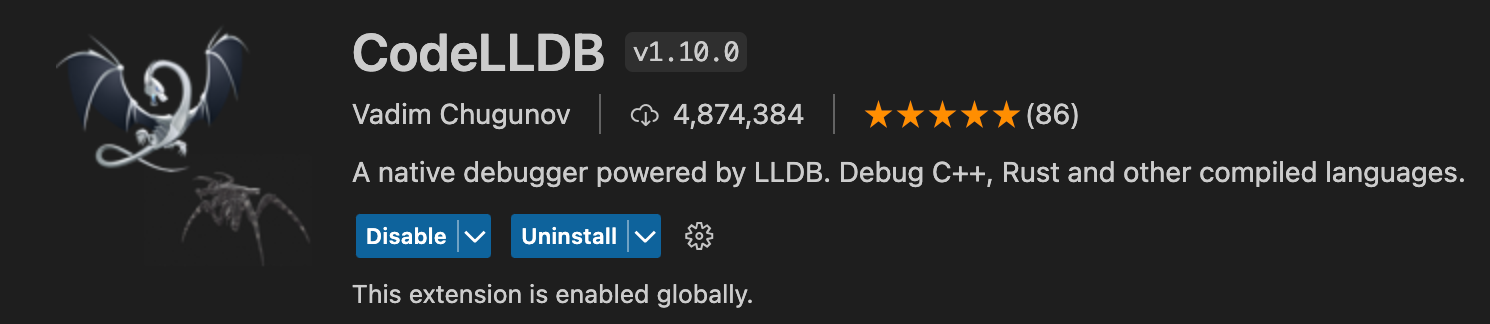 CodeLLDB v1.10.0
Vadim Chugunov 4,874,384 ★★★★★(86)
A native debugger powered by LLDB. Debug C++, Rust and other compiled languages.
Disable Uninstall
This extension is enabled globally.